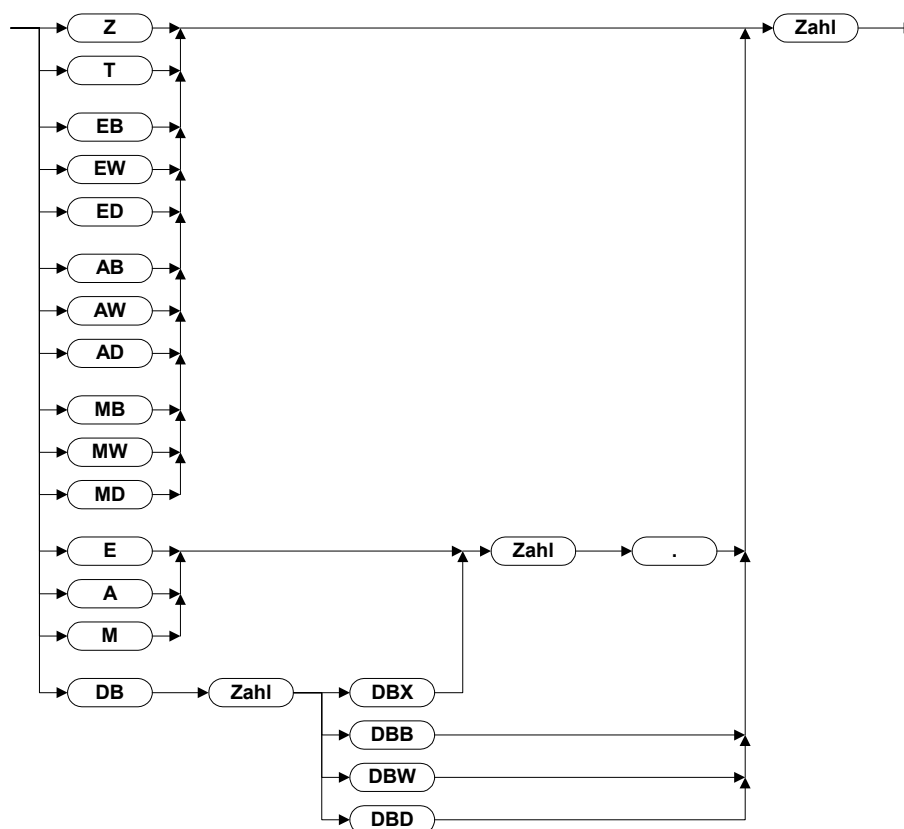 Z Zahl
T
EB
EW
ED
AB
AW
AD
MB
MW
MD
E Zahl .
A
M
DB Zahl DBX
DBB
DBW
DBD